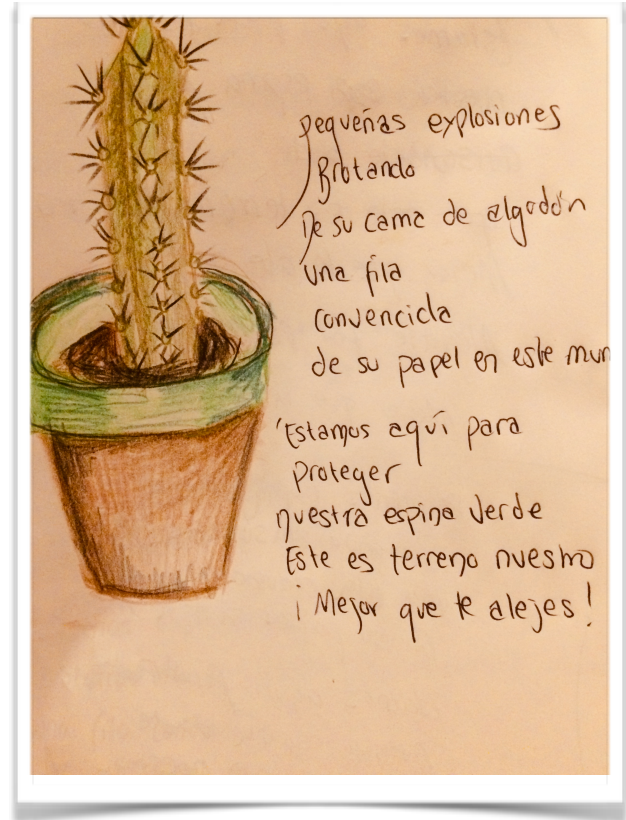 pequeñas explosiones
Brotando
De su cama de algodón
una fila
convencida
de su papel en este mun
'Estamos aquí para
proteger
nuestra espina verde
Este es terreno nuestro
¡Mejor que te alejes!